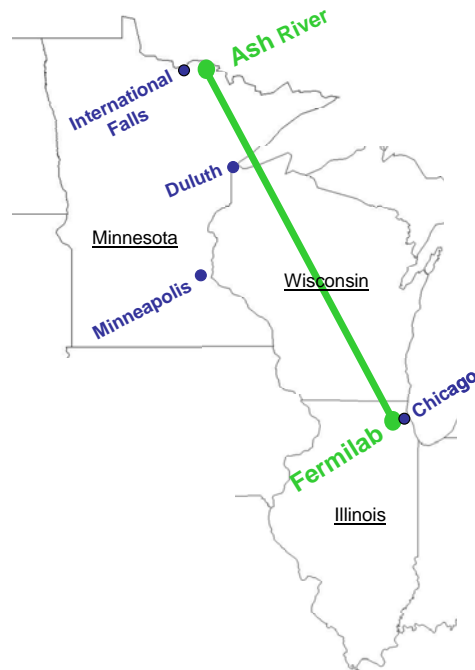 Ash River
International
Falls
Duluth
Minnesota
Wisconsin
Minneapolis
Chicago
Fermilab
Illinois